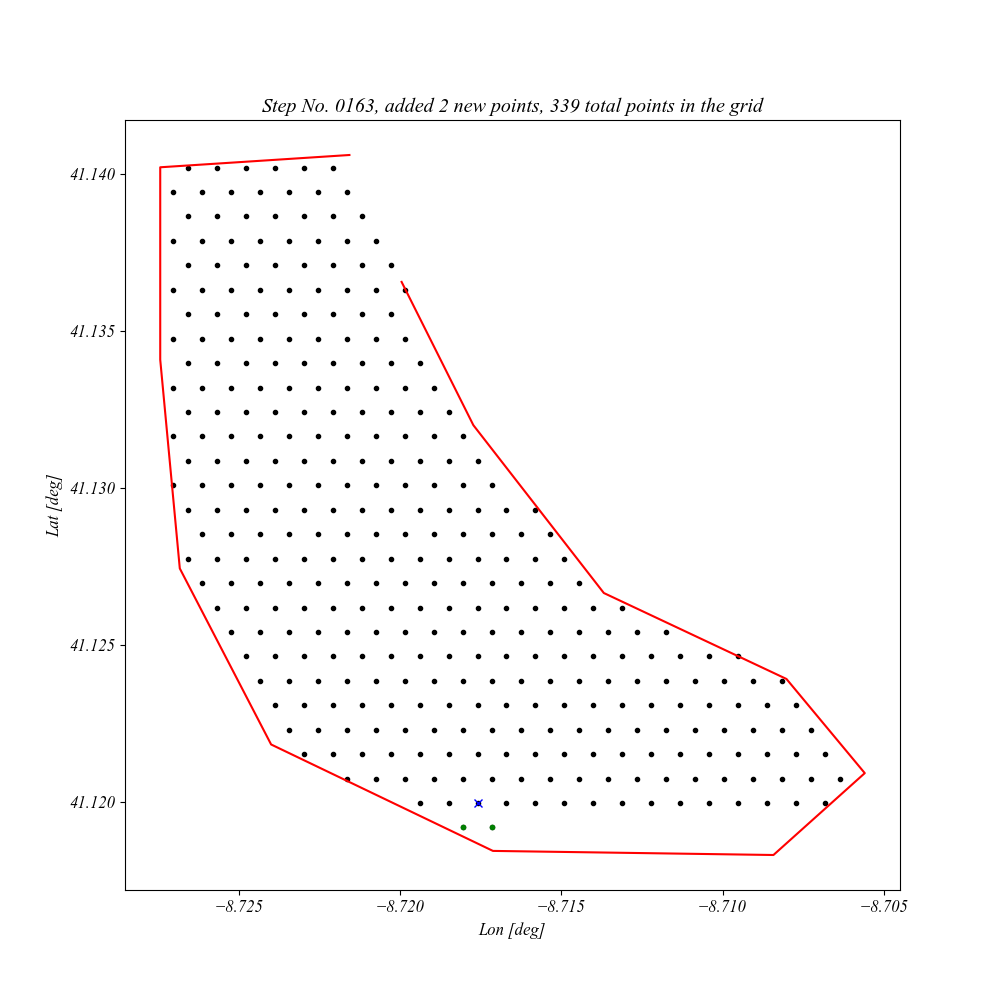 Step No. 0163, added 2 new points, 339 total points in the grid
41.140
41.135
41.130
41.125
41.120
Lat [deg]
−8.725 −8.720 −8.715 −8.710 −8.705
Lon [deg]